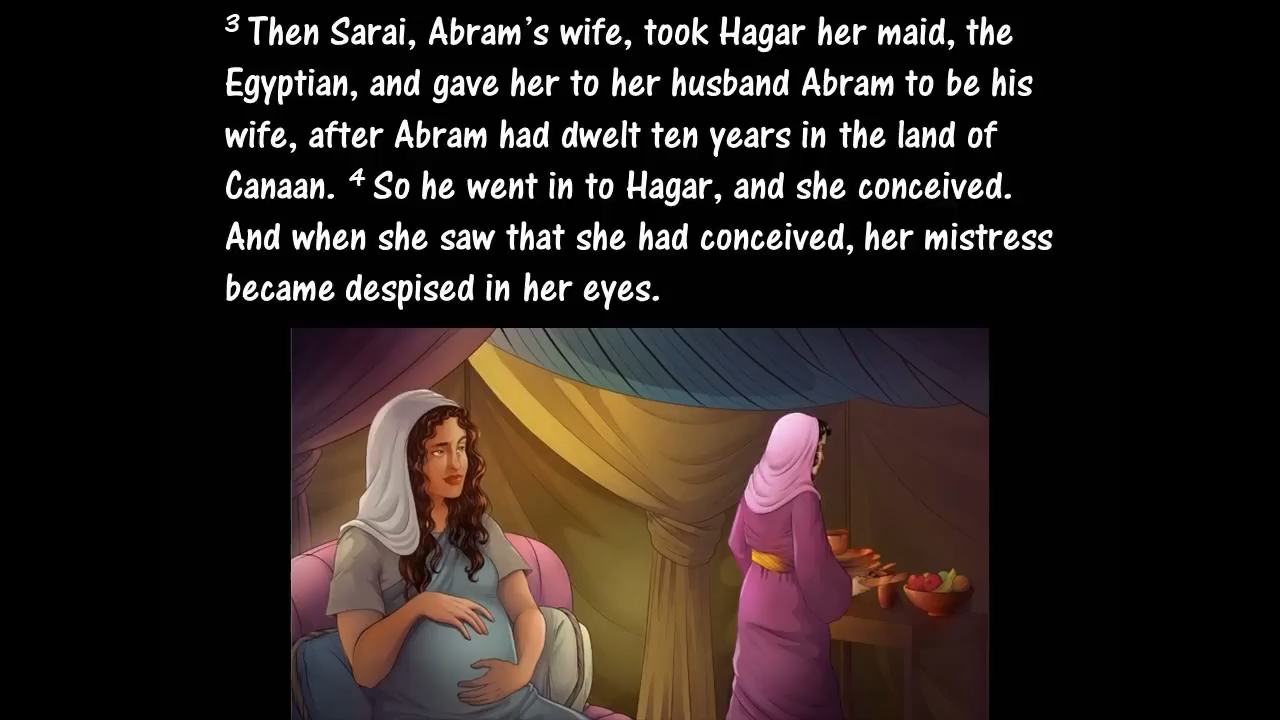 ³ Then Sarai, Abram’s wife, took Hagar her maid, the
Egyptian, and gave her to her husband Abram to be his
wife, after Abram had dwelt ten years in the land of
Canaan. ⁴ So he went in to Hagar, and she conceived.
And when she saw that she had conceived, her mistress
became despised in her eyes.